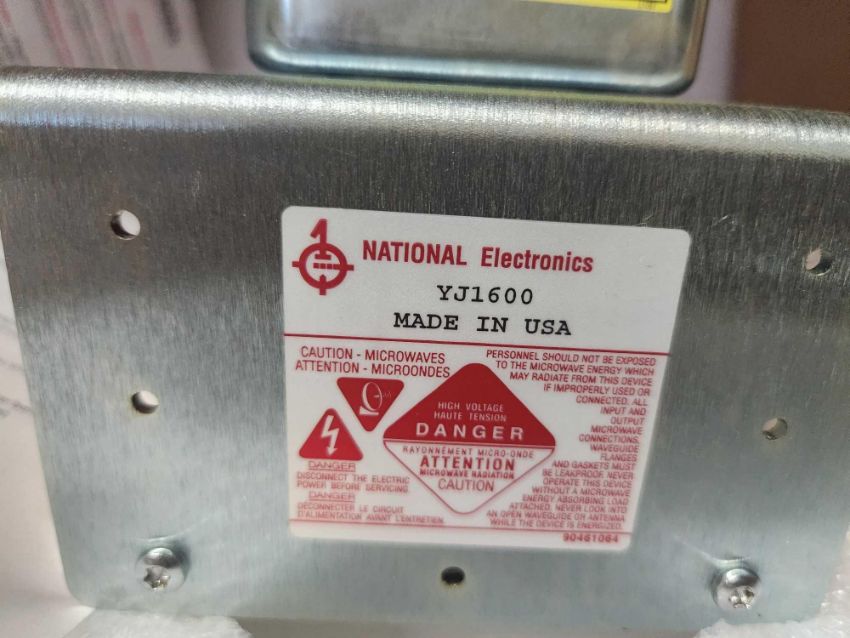 NATIONAL Electronics
YJ1600
MADE IN USA
CAUTION - MICROWAVES
ATTENTION - MICROONDES
DANGER
DISCONNECT THE ELECTRIC
POWER BEFORE SERVICING.
DANGER
DÉCONNECTER LE CIRCUIT
D'ALIMENTATION AVANT L'ENTRETIEN.
HIGH VOLTAGE
HAUTE TENSION
DANGER
RAYONNEMENT MICRO-ONDE
ATTENTION
MICROWAVE RADIATION
CAUTION
PERSONNEL SHOULD NOT BE EXPOSED
TO THE MICROWAVE ENERGY WHICH
MAY RADIATE FROM THIS DEVICE
IF IMPROPERLY USED OR
CONNECTED. ALL
INPUT AND
OUTPUT
MICROWAVE
CONNECTIONS,
WAVEGUIDE
FLANGES
AND GASKETS MUST
BE LEAKPROOF. NEVER
OPERATE THIS DEVICE
WITHOUT A MICROWAVE
ENERGY ABSORBING LOAD
ATTACHED. NEVER LOOK INTO
AN OPEN WAVEGUIDE OR ANTENNA
WHILE THE DEVICE IS ENERGIZED.
90461064